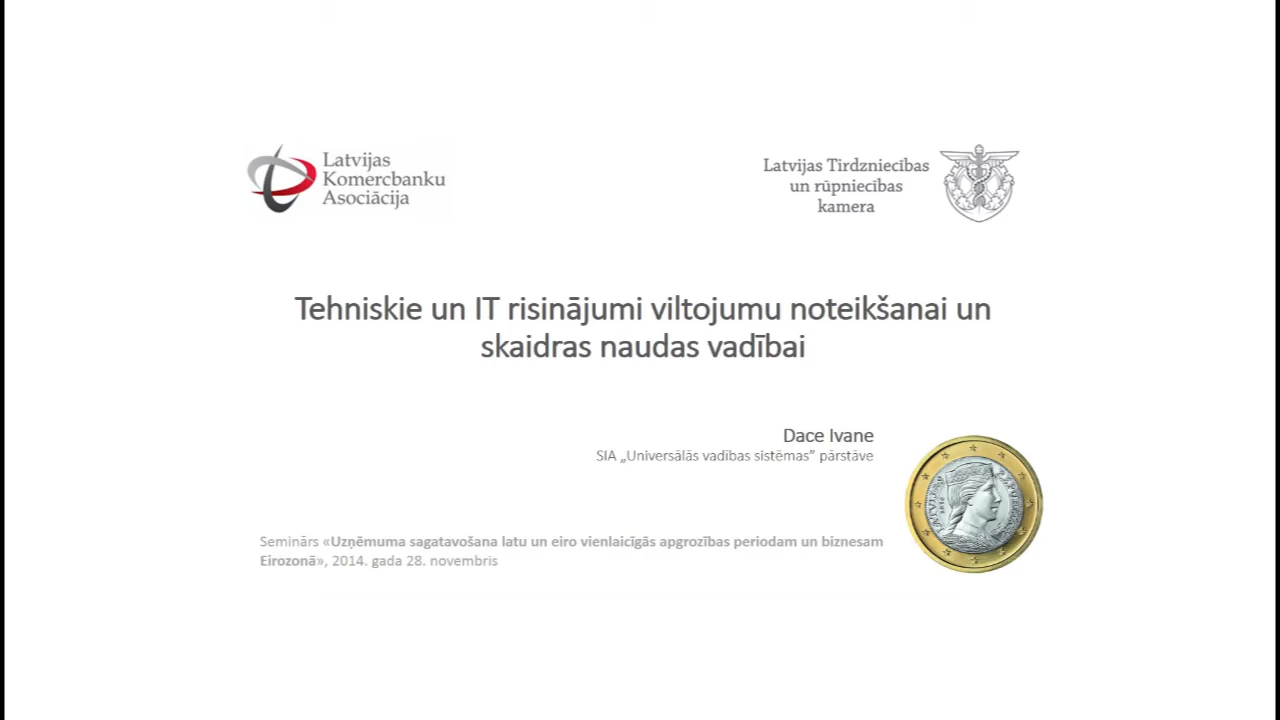 Latvijas
Komercbanku
Asociācija
Latvijas Tirdzniecības
un rūpniecības
kamera
Tehniskie un IT risinājumi viltojumu noteikšanai un
skaidras naudas vadībai
Dace Ivane
SIA „Universālās vadības sistēmas” pārstāve
Seminārs «Uzņēmuma sagatavošana latu un eiro vienlaicīgās apgrozības periodam un biznesam
Eirozonā», 2014. gada 28. novembris